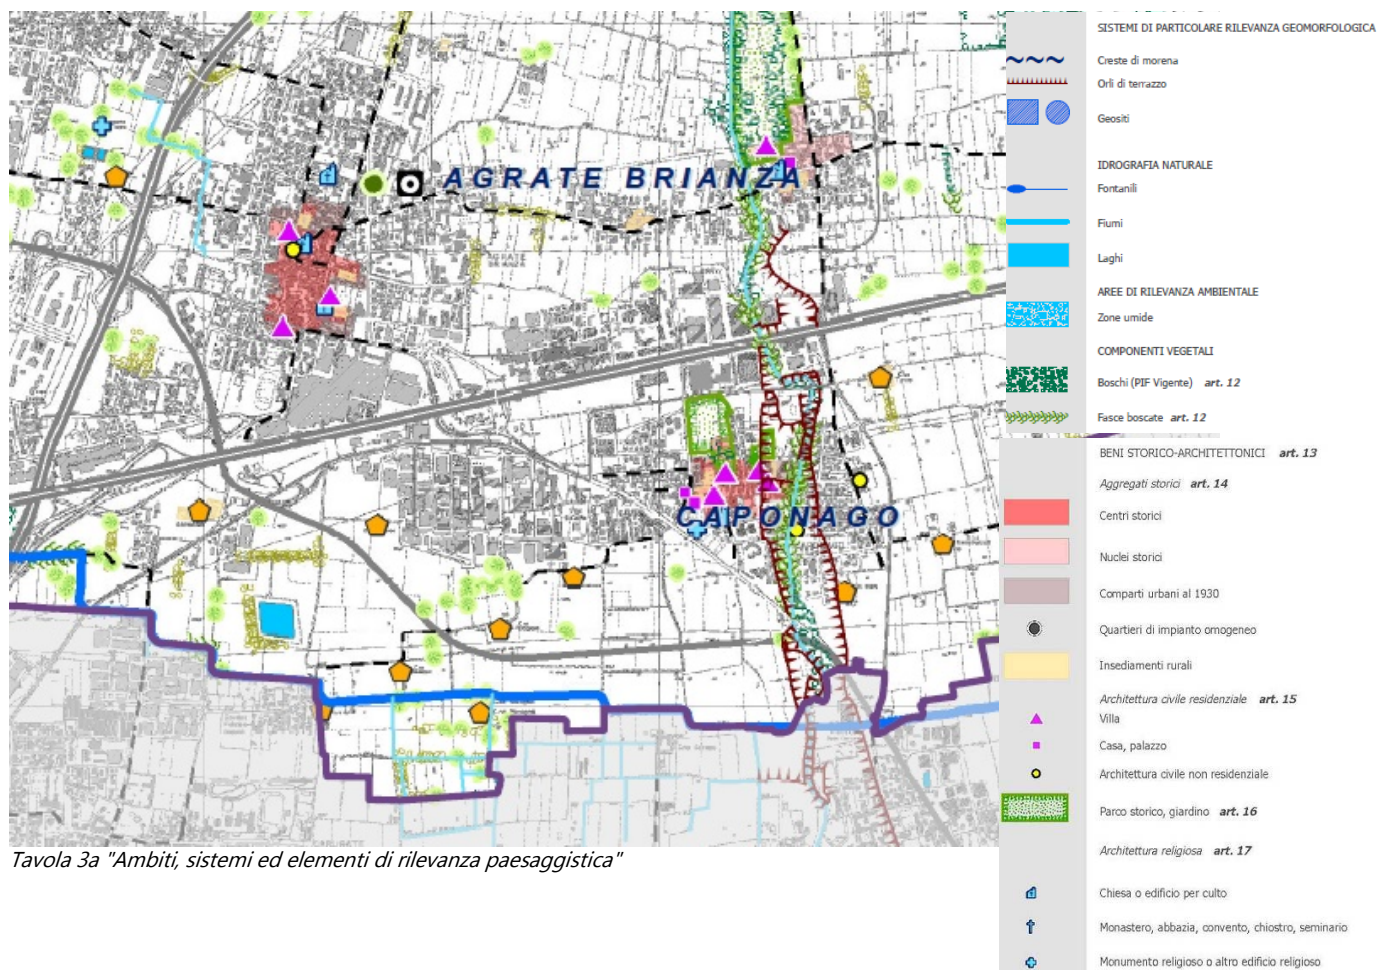 AGRATE BRIANZA
AGRATE
BRIANZA
CAPONAGO
Tavola 3a "Ambiti, sistemi ed elementi di rilevanza paesaggistica"
SISTEMI DI PARTICOLARE RILEVANZA GEOMORFOLOGICA
Creste di morena
Orli di terrazzo
Geositi
IDROGRAFIA NATURALE
Fontanili
Fiumi
Laghi
AREE DI RILEVANZA AMBIENTALE
Zone umide
COMPONENTI VEGETALI
Boschi (PIF Vigente) art. 12
Fasce boscate art. 12
BENI STORICO-ARCHITETTONICI art. 13
Aggregati storici art. 14
Centri storici
Nuclei storici
Comparti urbani al 1930
Quartieri di impianto omogeneo
Insediamenti rurali
Architettura civile residenziale art. 15
Villa
Casa, palazzo
Architettura civile non residenziale
Parco storico, giardino art. 16
Architettura religiosa art. 17
Chiesa o edificio per culto
Monastero, abbazia, convento, chiostro, seminario
Monumento religioso o altro edificio religioso